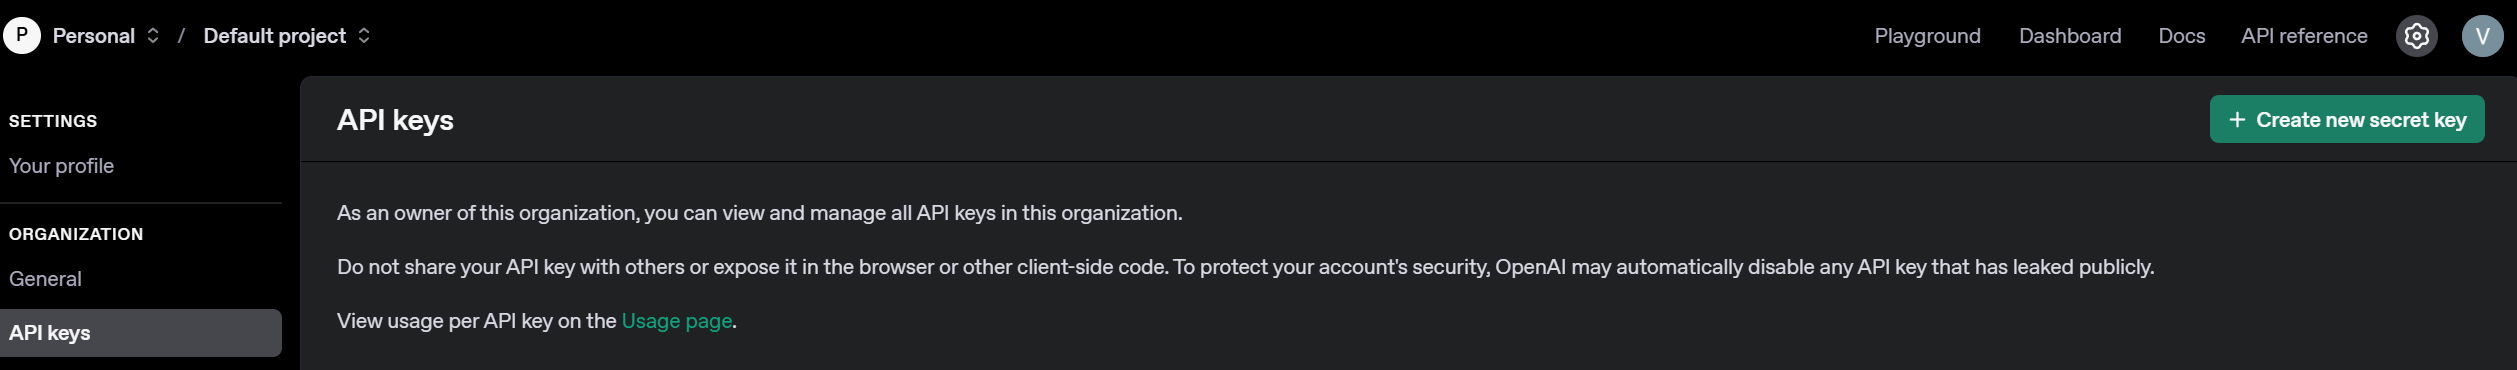 P Personal / Default project Playground Dashboard Docs API reference V
SETTINGS
Your profile
ORGANIZATION
General
API keys
API keys
+ Create new secret key
As an owner of this organization, you can view and manage all API keys in this organization.
Do not share your API key with others or expose it in the browser or other client-side code. To protect your account's security, OpenAI may automatically disable any API key that has leaked publicly.
View usage per API key on the Usage page.